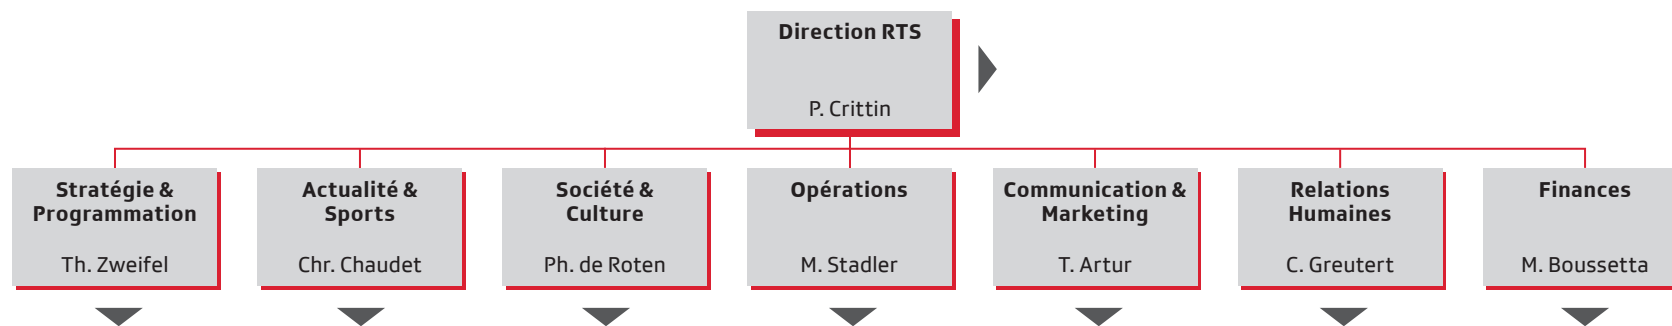 Direction RTS
P. Crittin
Stratégie &
Programmation
Th. Zweifel
Actualité &
Sports
Chr. Chaudet
Société &
Culture
Ph. de Roten
Opérations
M. Stadler
Communication &
Marketing
T. Artur
Relations
Humaines
C. Greutert
Finances
M. Boussetta